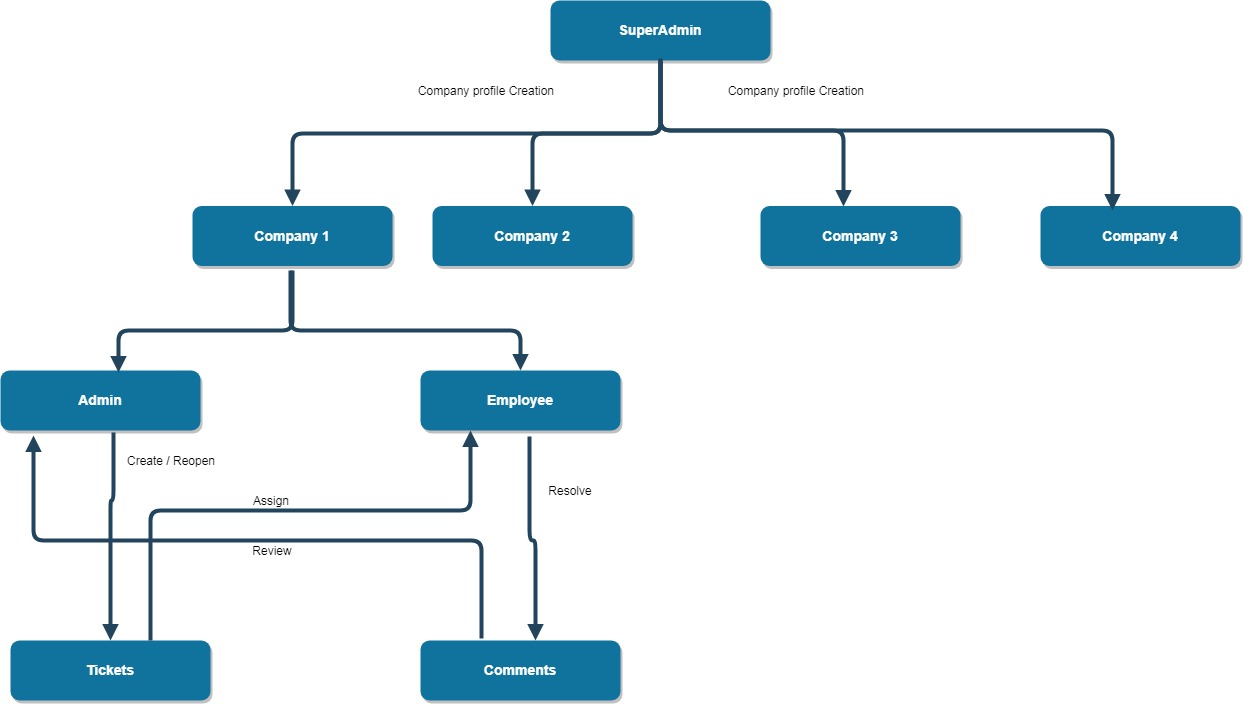 SuperAdmin
Company profile Creation
Company profile Creation
Company 1
Company 2
Company 3
Company 4
Admin
Employee
Create / Reopen
Resolve
Assign
Review
Tickets
Comments